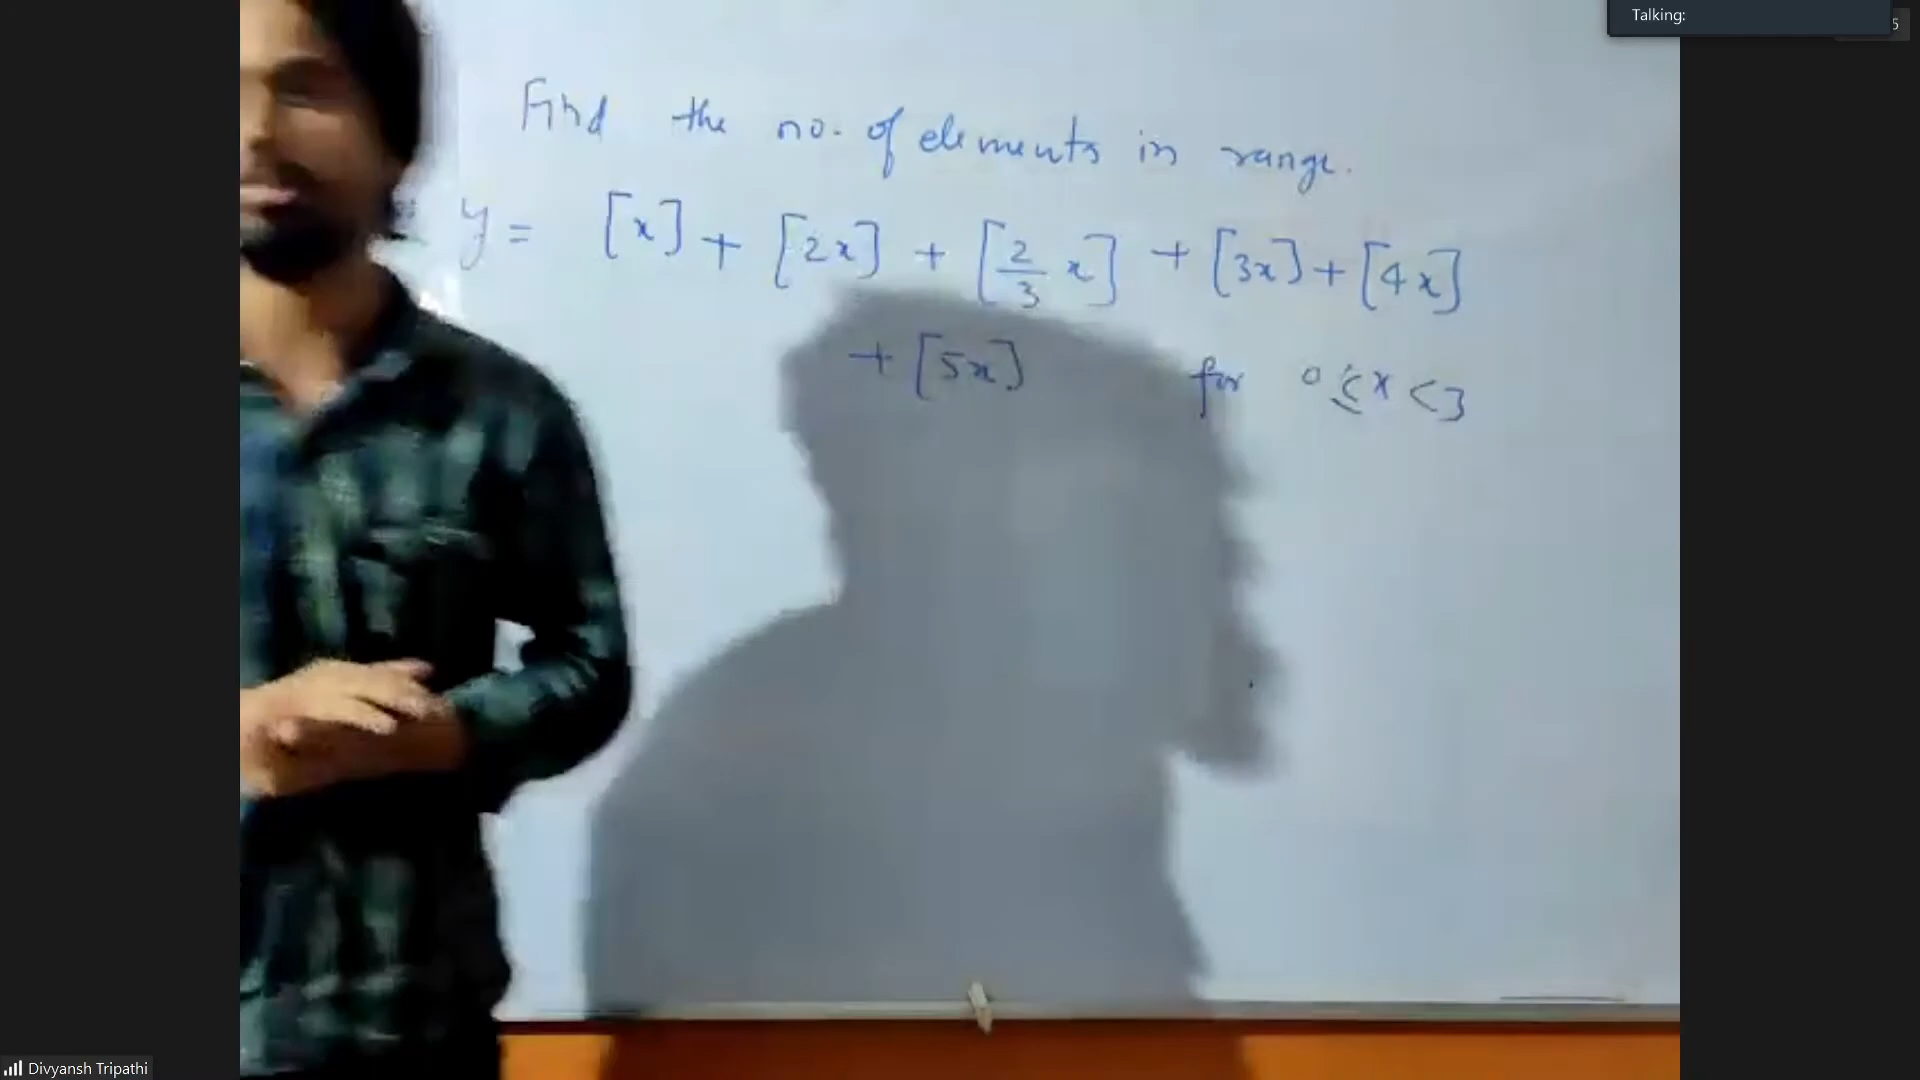 Talking:
5
Find the no. of elements in range.
y = [x] + [2x] + [2/3 x] + [3x] + [4x]
+ [5x] for 0 ≤ x < 3
Divyansh Tripathi